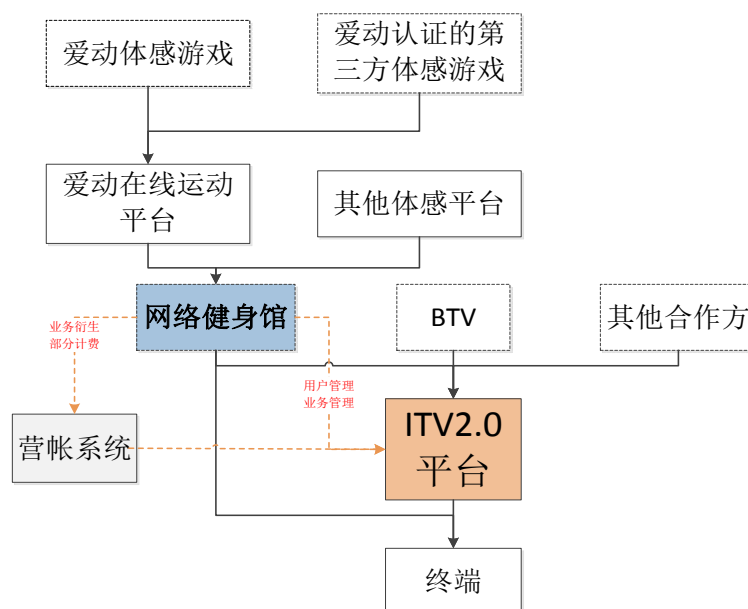 爱动体感游戏
爱动认证的第
三方体感游戏
爱动在线运动
平台
其他体感平台
网络健身馆
BTV
其他合作方
业务衍生
部分计费
用户管理
业务管理
营帐系统
ITV2.0
平台
终端